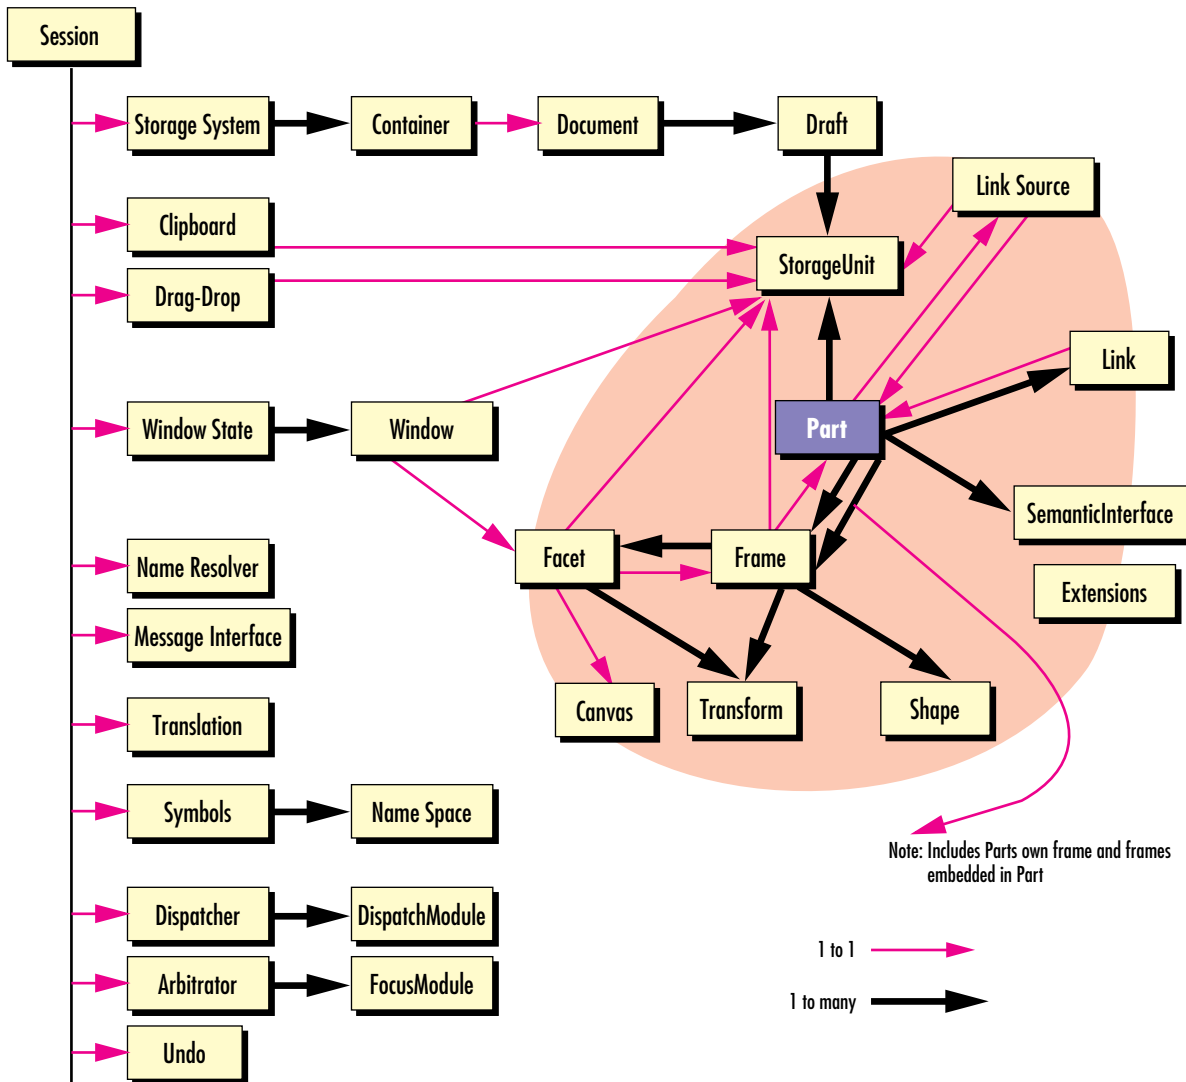 Session
Storage System
Container
Document
Draft
Link Source
Clipboard
StorageUnit
Drag-Drop
Link
Window State
Window
Part
SemanticInterface
Name Resolver
Facet
Frame
Extensions
Message Interface
Translation
Canvas
Transform
Shape
Symbols
Name Space
Note: Includes Parts own frame and frames
embedded in Part
Dispatcher
DispatchModule
1 to 1
Arbitrator
FocusModule
1 to many
Undo